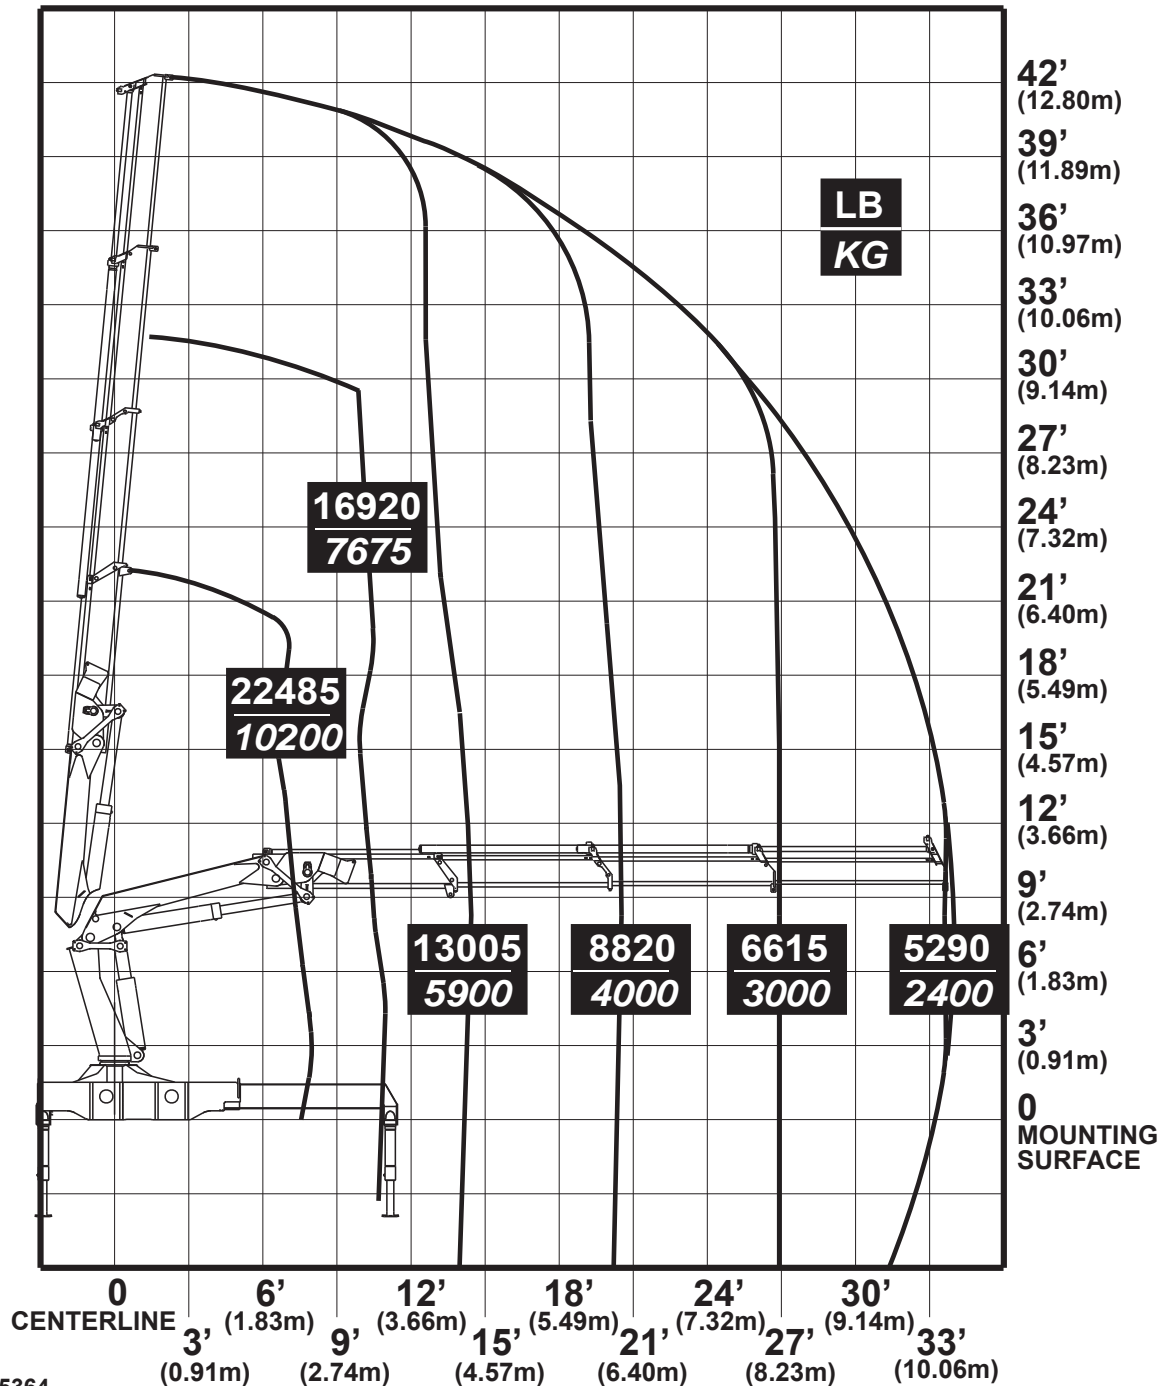 42’
(12.80m)
39’
(11.89m)
LB
KG
36’
(10.97m)
33’
(10.06m)
30’
(9.14m)
27’
(8.23m)
16920
7675
24’
(7.32m)
21’
(6.40m)
22485
10200
18’
(5.49m)
15’
(4.57m)
12’
(3.66m)
9’
(2.74m)
13005
5900
8820
4000
6615
3000
5290
2400
6’
(1.83m)
3’
(0.91m)
0
MOUNTING
SURFACE
0 6’ 12’ 18’ 24’ 30’
CENTERLINE (1.83m) (3.66m) (5.49m) (7.32m) (9.14m)
3’ 9’ 15’ 21’ 27’ 33’
(0.91m) (2.74m) (4.57m) (6.40m) (8.23m) (10.06m)